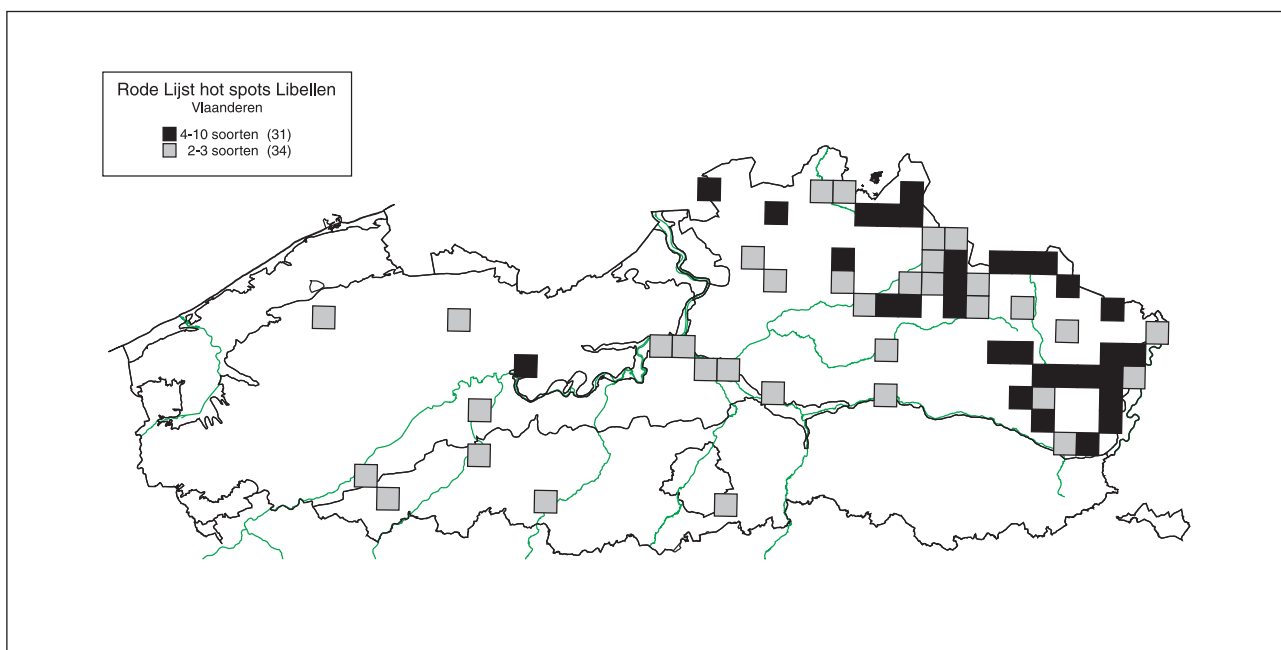 Rode Lijst hot spots Libellen
Vlaanderen
4-10 soorten (31)
2-3 soorten (34)